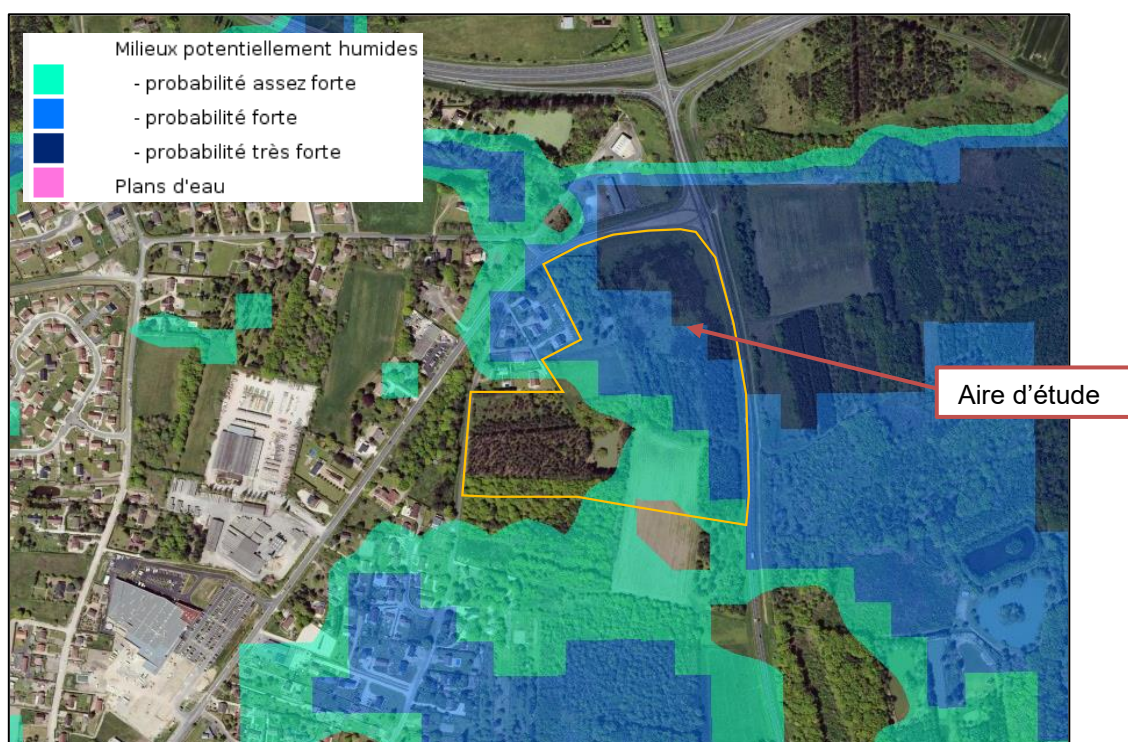 Milieux potentiellement humides
- probabilité assez forte
- probabilité forte
- probabilité très forte
Plans d'eau
Aire d'étude